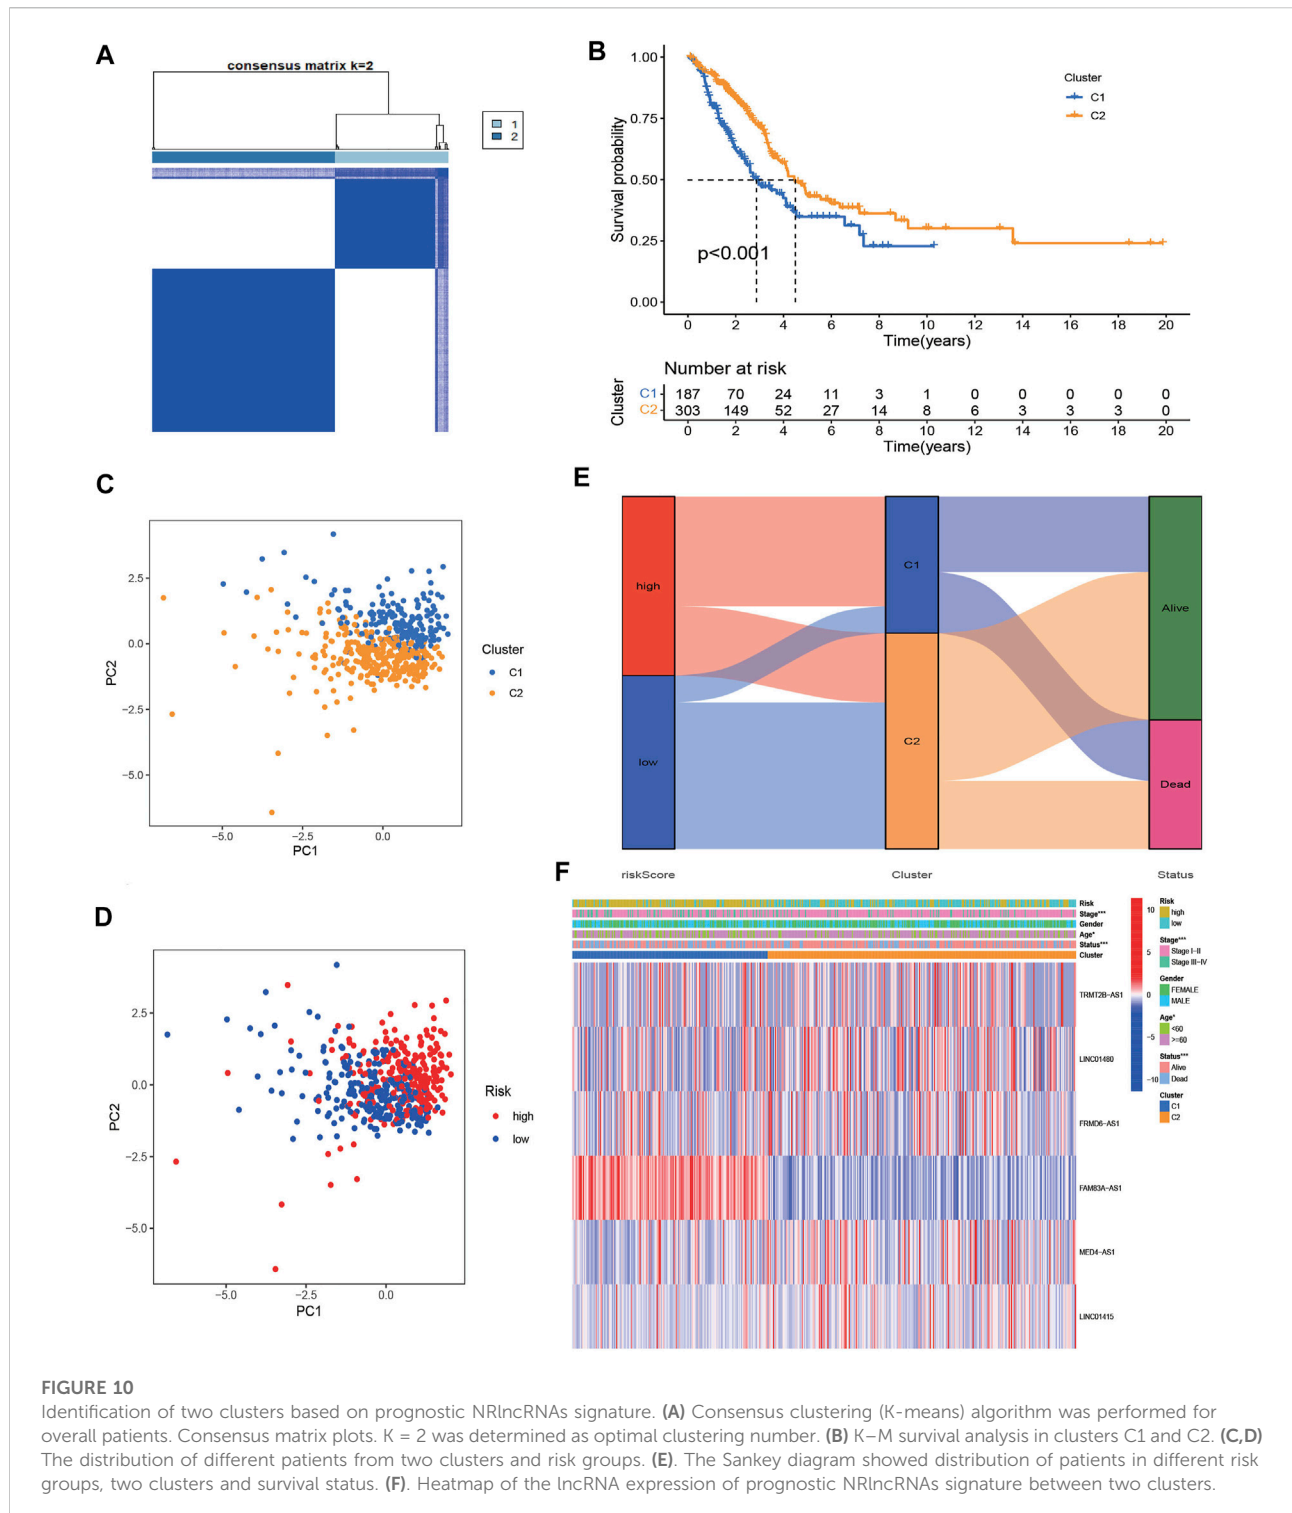 A
consensus matrix k=2
1
2
B
1.00
0.75
0.50
0.25
0.00
Survival probability
Cluster
C1
C2
p<0.001
0 2 4 6 8 10 12 14 16 18 20
Time(years)
Number at risk
Cluster
C1 187 70 24 11 3 1 0 0 0 0 0
C2 303 149 52 27 14 8 6 3 3 3 0
0 2 4 6 8 10 12 14 16 18 20
Time(years)
C
2.5
0.0
−2.5
−5.0
PC2
−5.0 −2.5 0.0
PC1
Cluster
C1
C2
E
high
low
C1
C2
Alive
Dead
riskScore Cluster Status
D
2.5
0.0
−2.5
−5.0
PC2
−5.0 −2.5 0.0
PC1
Risk
high
low
F
Risk
Stage***
Gender
Age*
Status***
Cluster
TRMT2B−AS1
LINC01480
FRMD6−AS1
FAM83A−AS1
MED4−AS1
LINC01415
10
5
0
−5
−10
Risk
high
low
Stage***
Stage I−II
Stage III−IV
Gender
FEMALE
MALE
Age*
<60
>=60
Status***
Alive
Dead
Cluster
C1
C2
FIGURE 10
Identification of two clusters based on prognostic NRlncRNAs signature. (A) Consensus clustering (K-means) algorithm was performed for
overall patients. Consensus matrix plots. K = 2 was determined as optimal clustering number. (B) K–M survival analysis in clusters C1 and C2. (C,D)
The distribution of different patients from two clusters and risk groups. (E). The Sankey diagram showed distribution of patients in different risk
groups, two clusters and survival status. (F). Heatmap of the lncRNA expression of prognostic NRlncRNAs signature between two clusters.